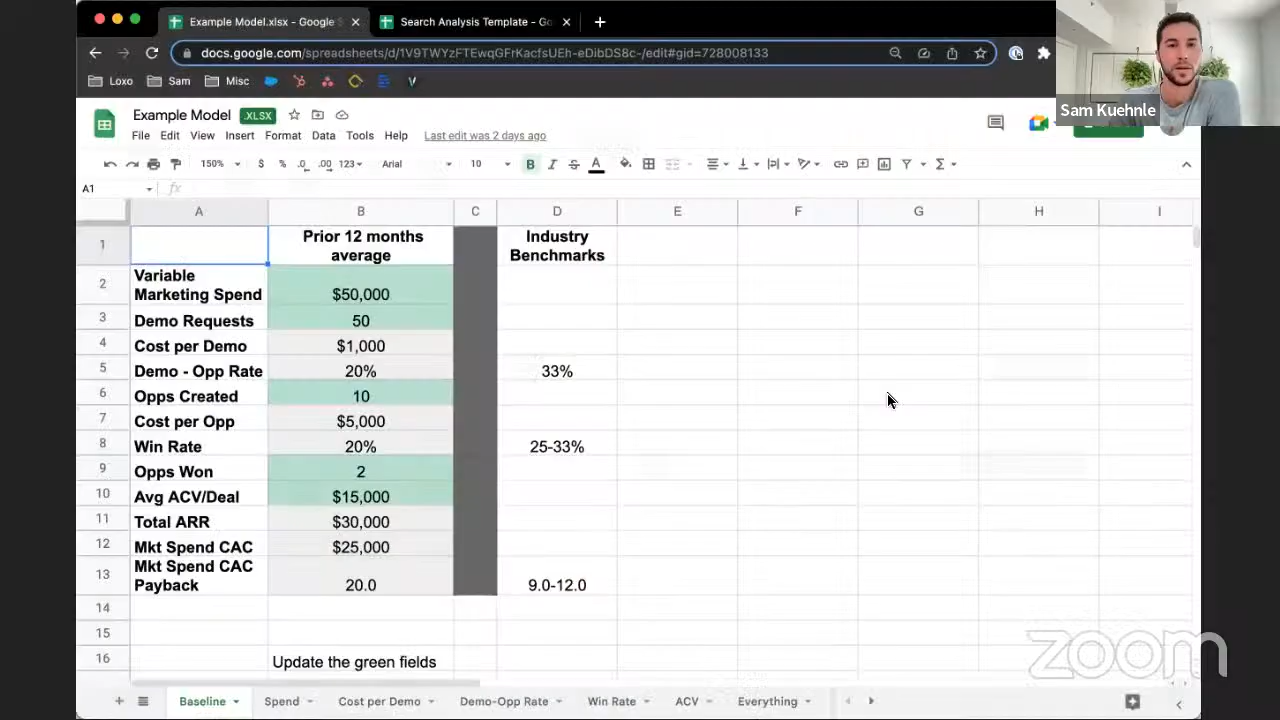 Example Model.xlsx - Google S
Search Analysis Template - Go
docs.google.com/spreadsheets/d/1V9TWYzFTEwqGFrKacfsUEh-eDibDS8c-/edit#gid=728008133
Loxo
Sam
Misc
Sam Kuehnle
Example Model
.XLSX
File
Edit
View
Insert
Format
Data
Tools
Help
Last edit was 2 days ago
150%
$
%
.0
.00
123
Arial
10
B
I
S
A
A1
fx
A B C D E F G H I
1 Prior 12 months average Industry Benchmarks
2 Variable Marketing Spend $50,000
3 Demo Requests 50
4 Cost per Demo $1,000
5 Demo - Opp Rate 20% 33%
6 Opps Created 10
7 Cost per Opp $5,000
8 Win Rate 20% 25-33%
9 Opps Won 2
10 Avg ACV/Deal $15,000
11 Total ARR $30,000
12 Mkt Spend CAC $25,000
13 Mkt Spend CAC Payback 20.0 9.0-12.0
14
15
16 Update the green fields
zoom
Baseline
Spend
Cost per Demo
Demo-Opp Rate
Win Rate
ACV
Everything